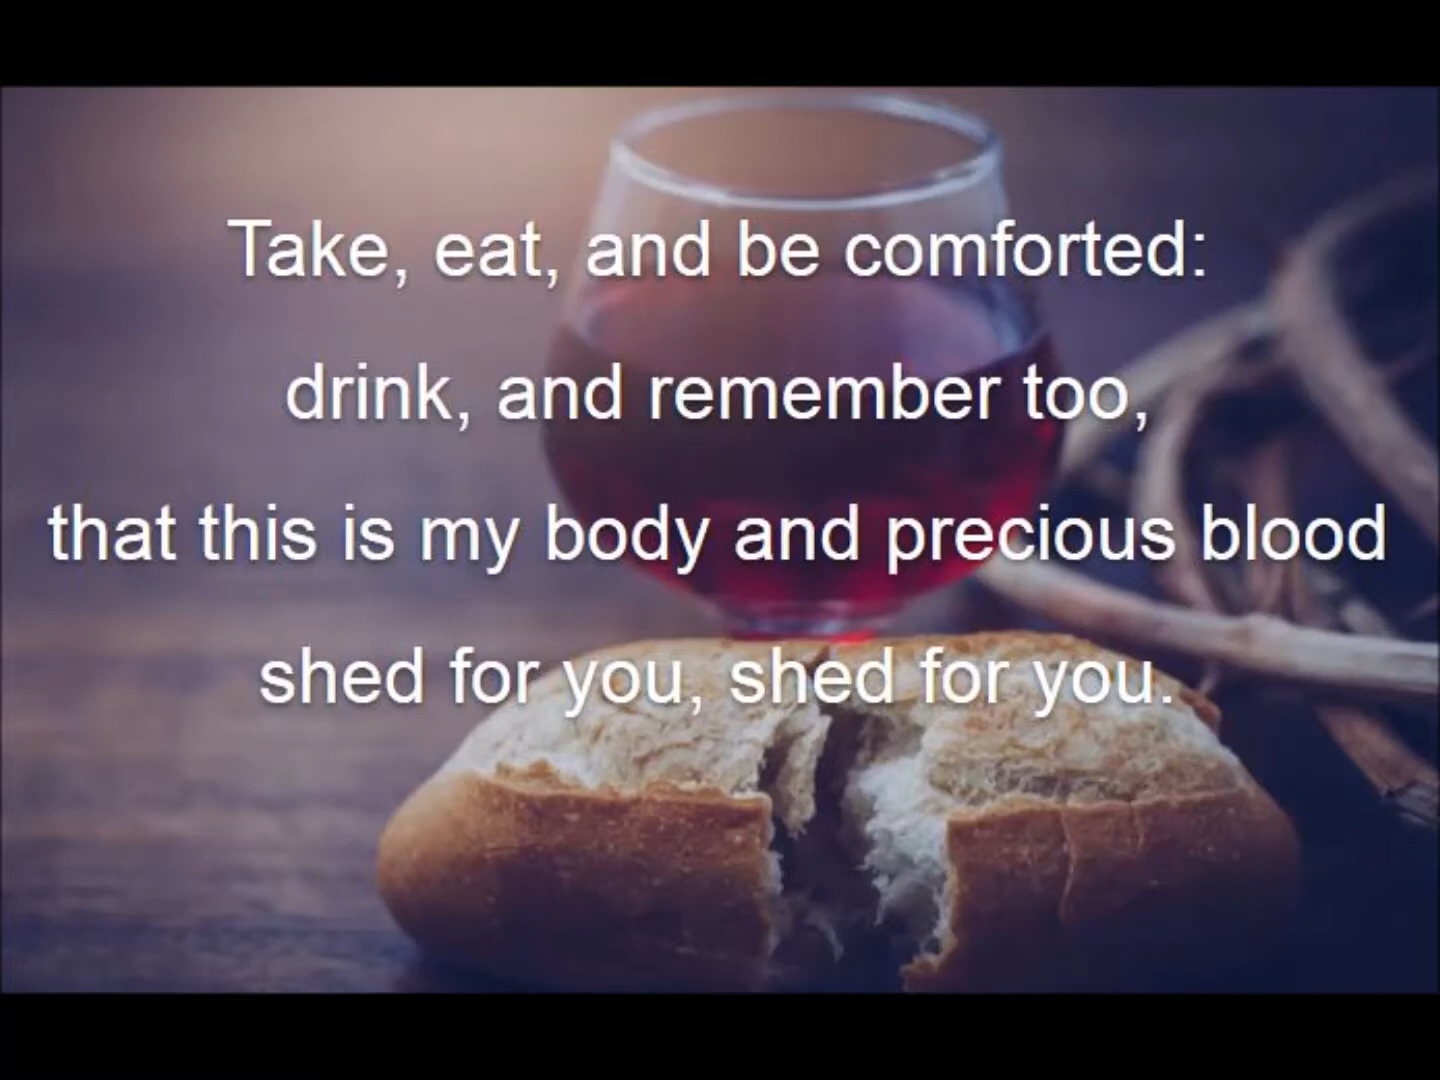 Take, eat, and be comforted:
drink, and remember too,
that this is my body and precious blood
shed for you, shed for you.